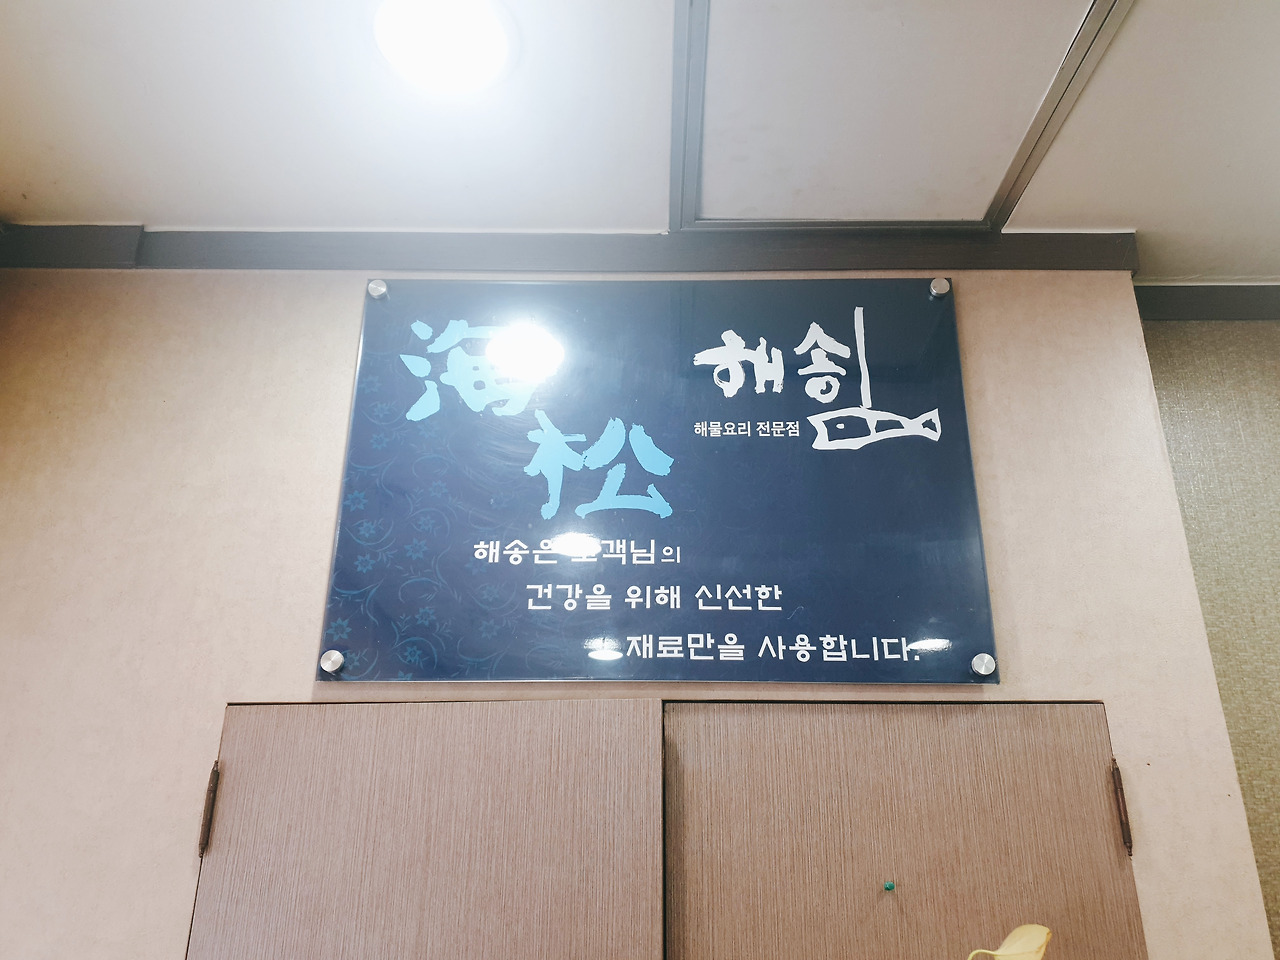 海
松
해송
해물요리 전문점
해송은 고객님의
건강을 위해 신선한
재료만을 사용합니다.